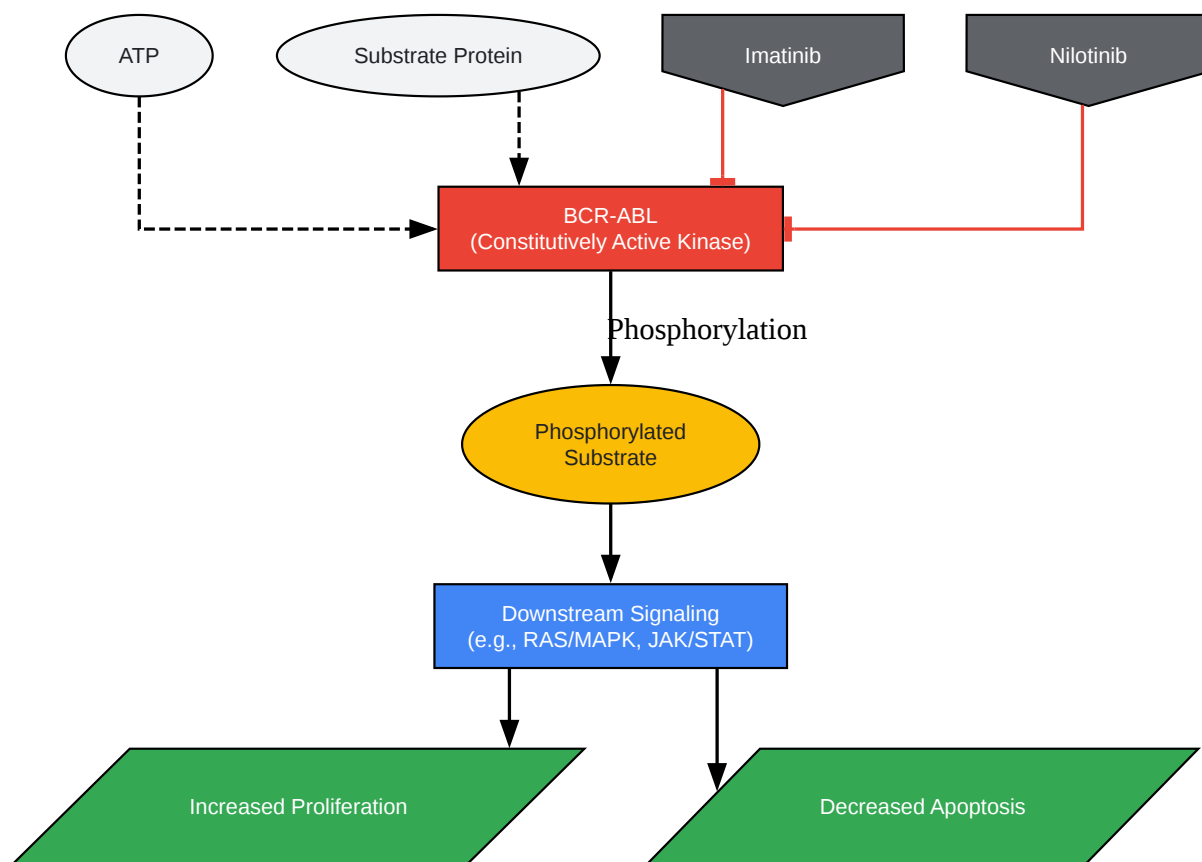 ATP
Substrate Protein
Imatinib
Nilotinib
BCR-ABL
(Constitutively Active Kinase)
Phosphorylation
Phosphorylated
Substrate
Downstream Signaling
(e.g., RAS/MAPK, JAK/STAT)
Increased Proliferation
Decreased Apoptosis